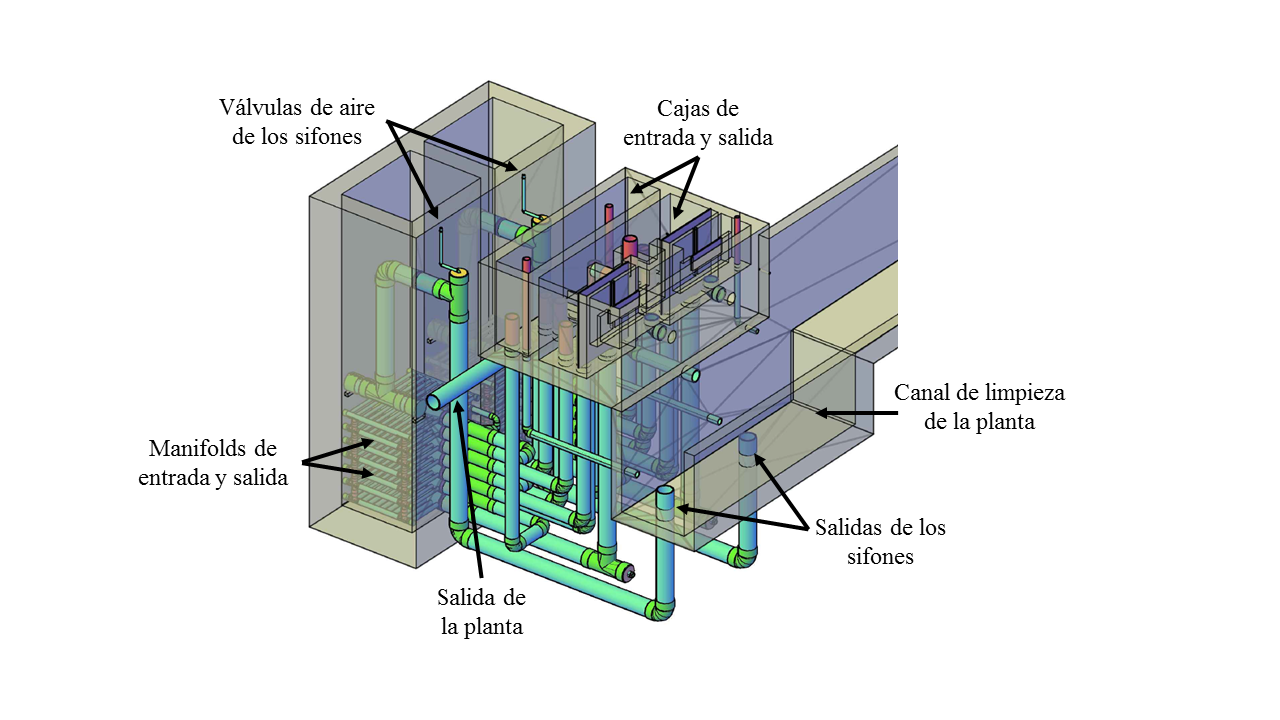 Válvulas de aire
de los sifones
Cajas de
entrada y salida
Canal de limpieza
de la planta
Manifolds de
entrada y salida
Salidas de los
sifones
Salida de
la planta